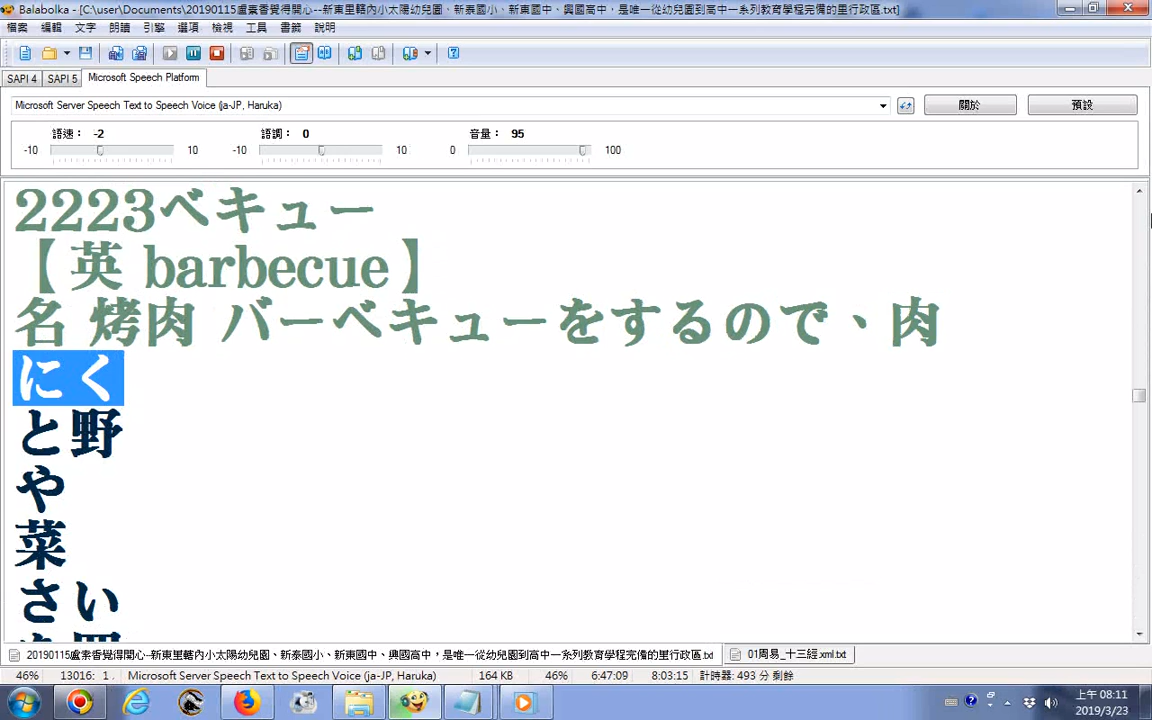 Balabolka - [C:\user\Documents\20190115盧素香覺得開心--新東里轄內小太陽幼兒園、新泰國小、新東國中、興國高中，是唯一從幼兒園到高中一系列教育學程完備的里行政區.txt]
檔案 編輯 文字 朗讀 引擎 選項 檢視 工具 書籤 說明
SAPI 4 SAPI 5 Microsoft Speech Platform
Microsoft Server Speech Text to Speech Voice (ja-JP, Haruka) 關於 預設
語速： -2 語調： 0 音量： 95
-10 10 -10 10 0 100
2223ベキュー
【英 barbecue】
名 烤肉 バーベキューをするので、肉
にく
と野
や
菜
さい
20190115盧素香覺得開心--新東里轄內小太陽幼兒園、新泰國小、新東國中、興國高中，是唯一從幼兒園到高中一系列教育學程完備的里行政區.txt 01周易_十三經.xml.txt
46% 13016: 1 Microsoft Server Speech Text to Speech Voice (ja-JP, Haruka) 164 KB 46% 6:47:09 8:03:15 計時器: 493 分 剩餘
上午 08:11
2019/3/23